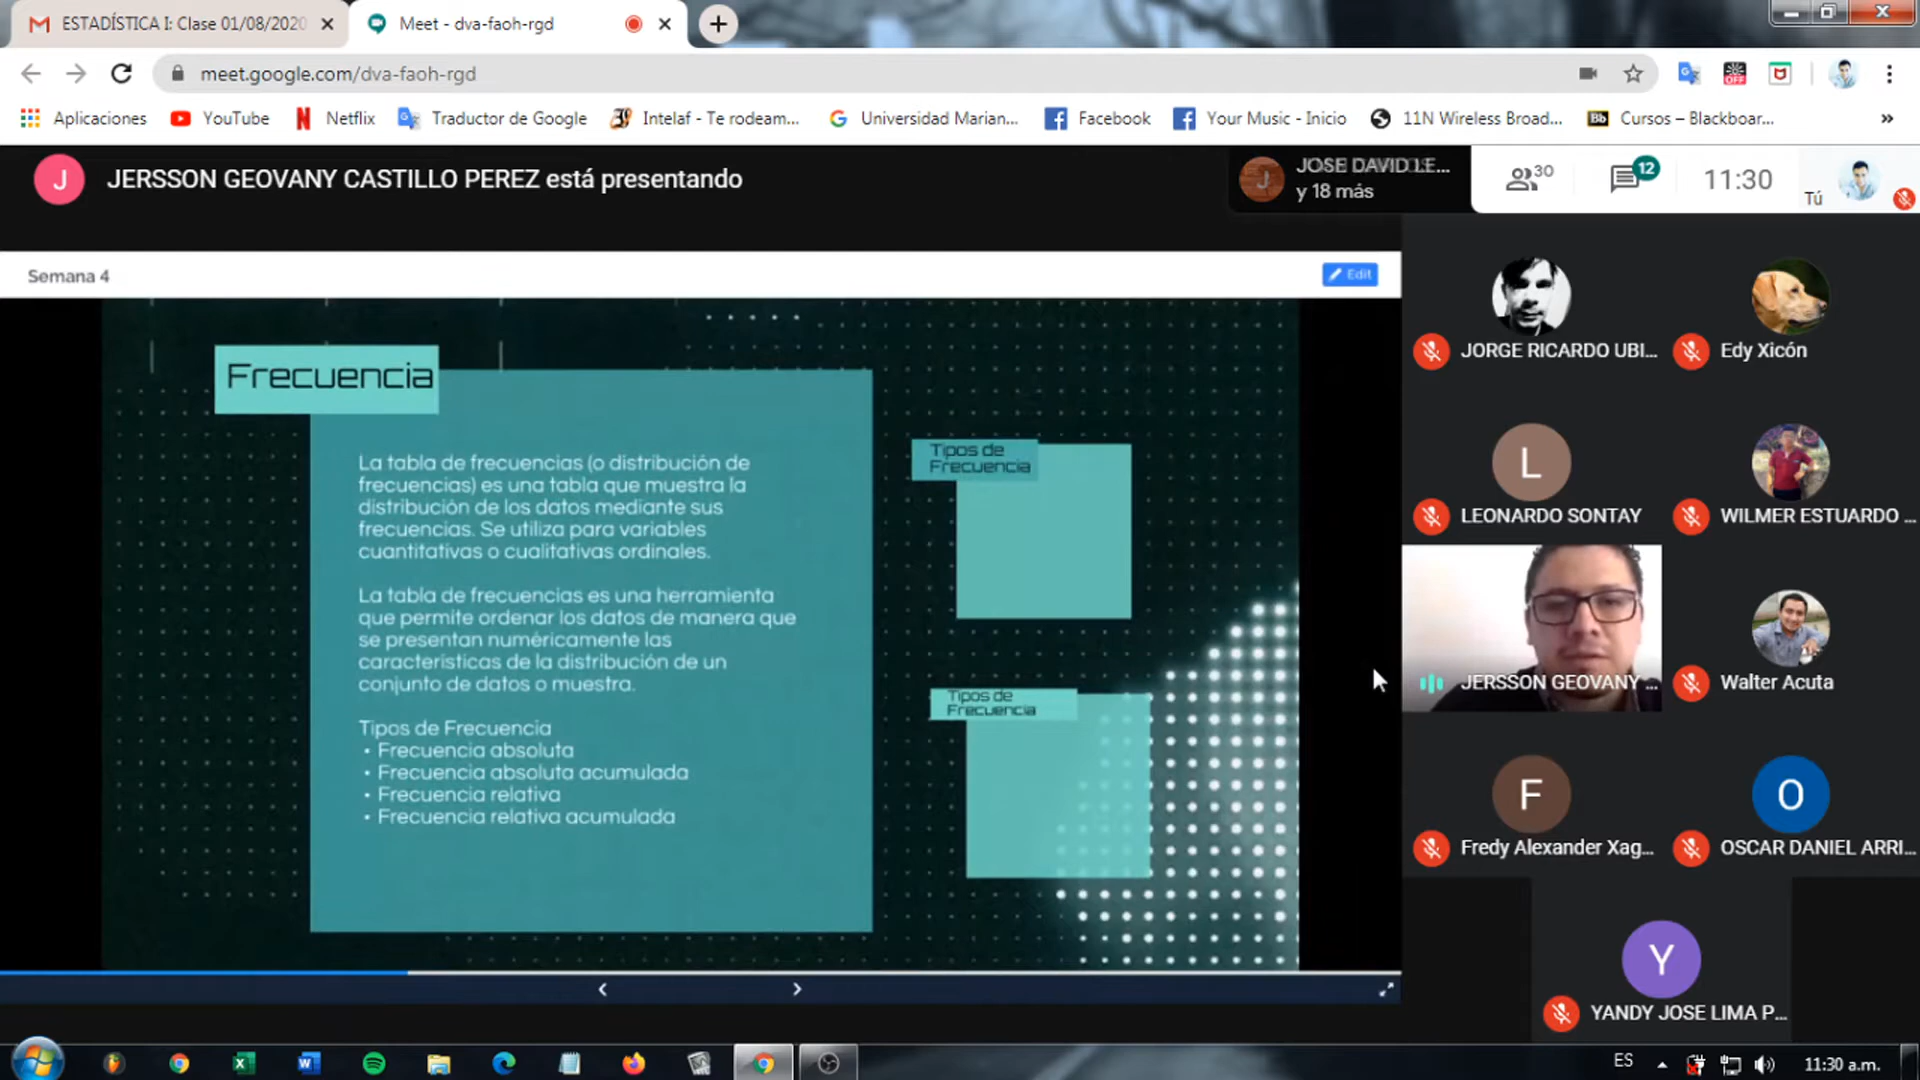 ESTADÍSTICA I: Clase 01/08/2020
Meet - dva-faoh-rgd
meet.google.com/dva-faoh-rgd
Aplicaciones
YouTube
Netflix
Traductor de Google
Intelaf - Te rodeam...
Universidad Marian...
Facebook
Your Music - Inicio
11N Wireless Broad...
Bb
Cursos – Blackboar...
»
J
JERSSON GEOVANY CASTILLO PEREZ está presentando
J
JOSE DAVID LE...
y 18 más
30
12
11:30
Tú
Semana 4
Edit
Frecuencia
La tabla de frecuencias (o distribución de
frecuencias) es una tabla que muestra la
distribución de los datos mediante sus
frecuencias. Se utiliza para variables
cuantitativas o cualitativas ordinales.
La tabla de frecuencias es una herramienta
que permite ordenar los datos de manera que
se presentan numéricamente las
características de la distribución de un
conjunto de datos o muestra.
Tipos de Frecuencia
• Frecuencia absoluta
• Frecuencia absoluta acumulada
• Frecuencia relativa
• Frecuencia relativa acumulada
Tipos de
Frecuencia
Tipos de
Frecuencia
JORGE RICARDO UBI...
Edy Xicón
L
LEONARDO SONTAY
WILMER ESTUARDO ...
JERSSON GEOVANY ...
Walter Acuta
F
Fredy Alexander Xag...
O
OSCAR DANIEL ARRI...
Y
YANDY JOSE LIMA P...
ES
11:30 a.m.